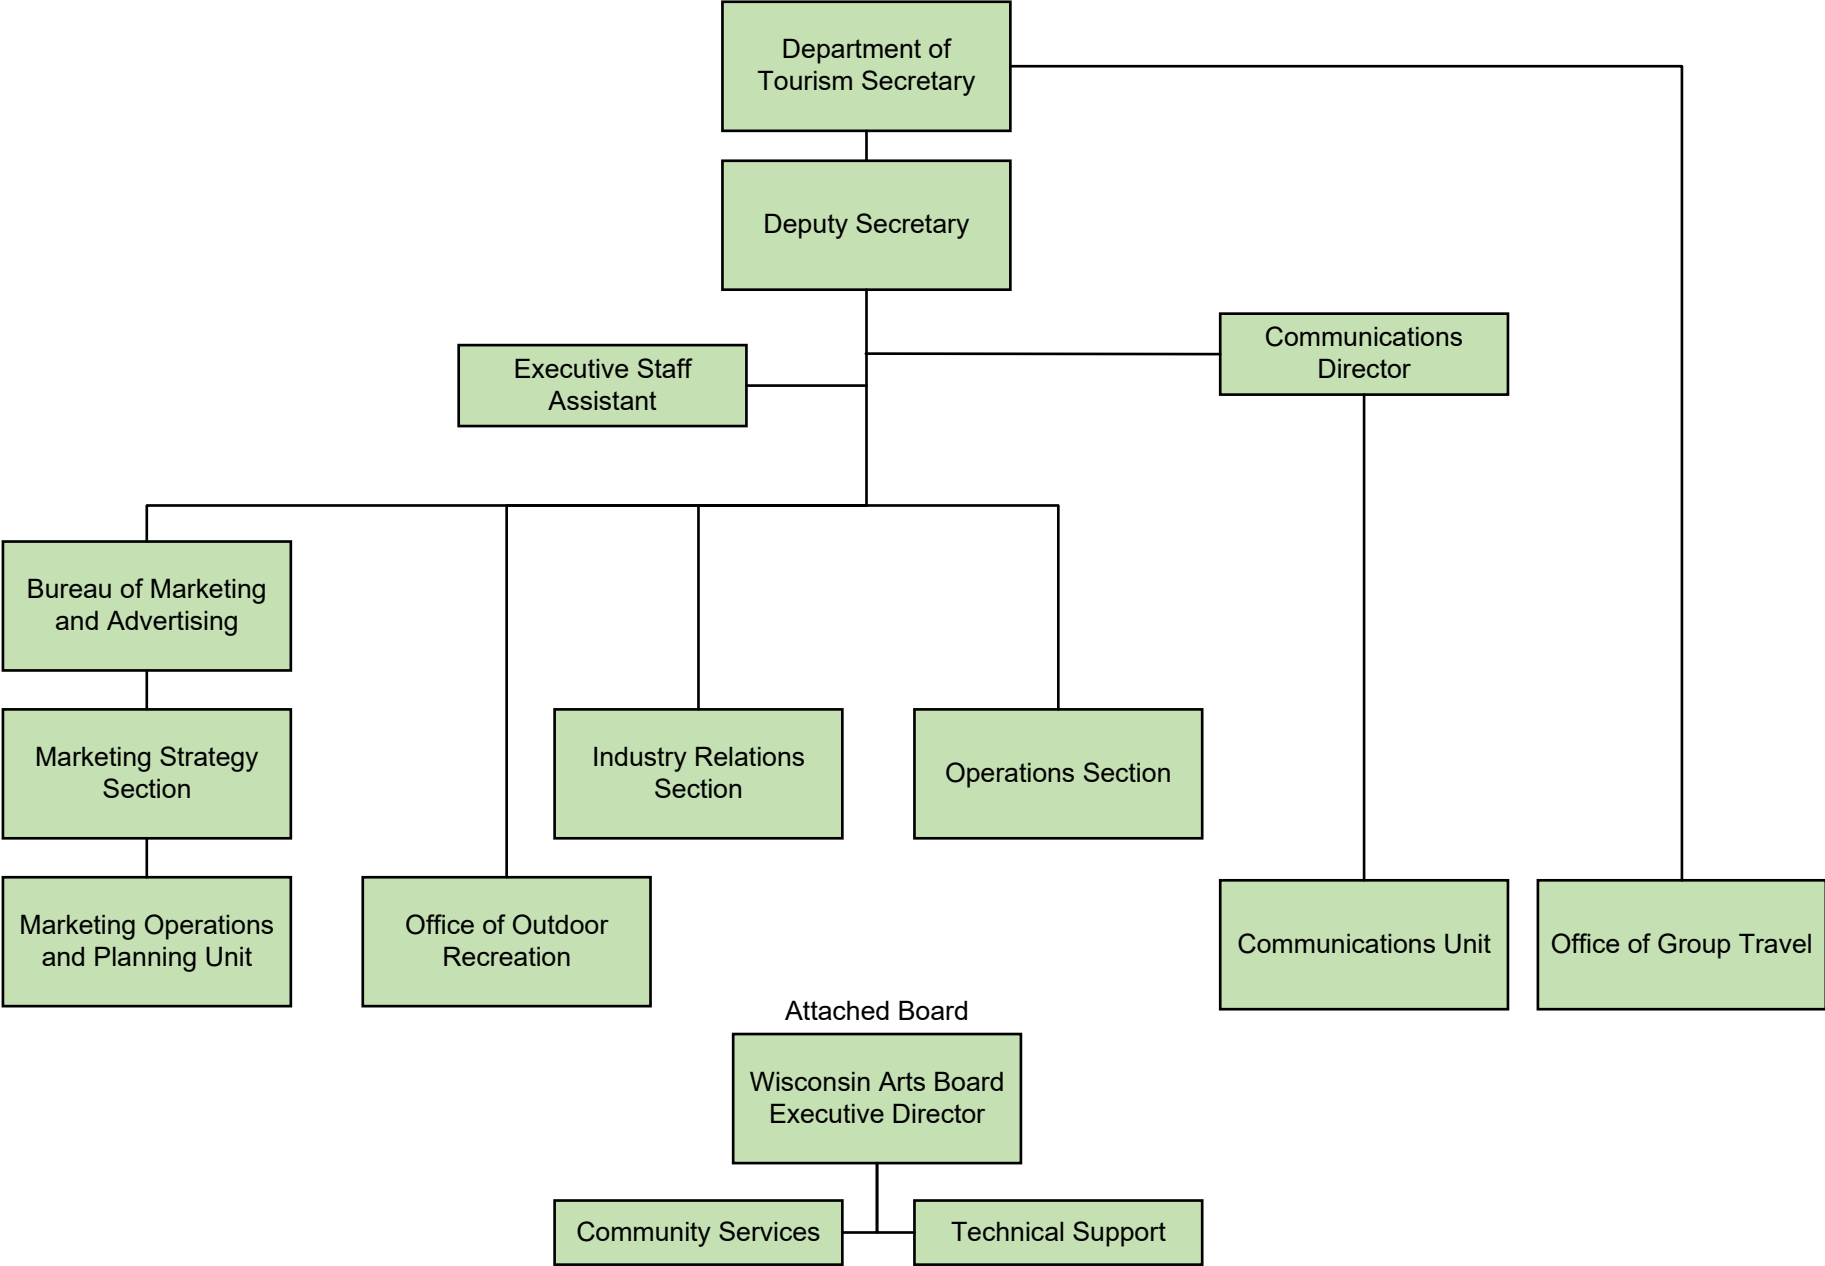 Department of
Tourism Secretary
Deputy Secretary
Communications
Director
Executive Staff
Assistant
Bureau of Marketing
and Advertising
Marketing Strategy
Section
Industry Relations
Section
Operations Section
Marketing Operations
and Planning Unit
Office of Outdoor
Recreation
Communications Unit
Office of Group Travel
Attached Board
Wisconsin Arts Board
Executive Director
Community Services
Technical Support